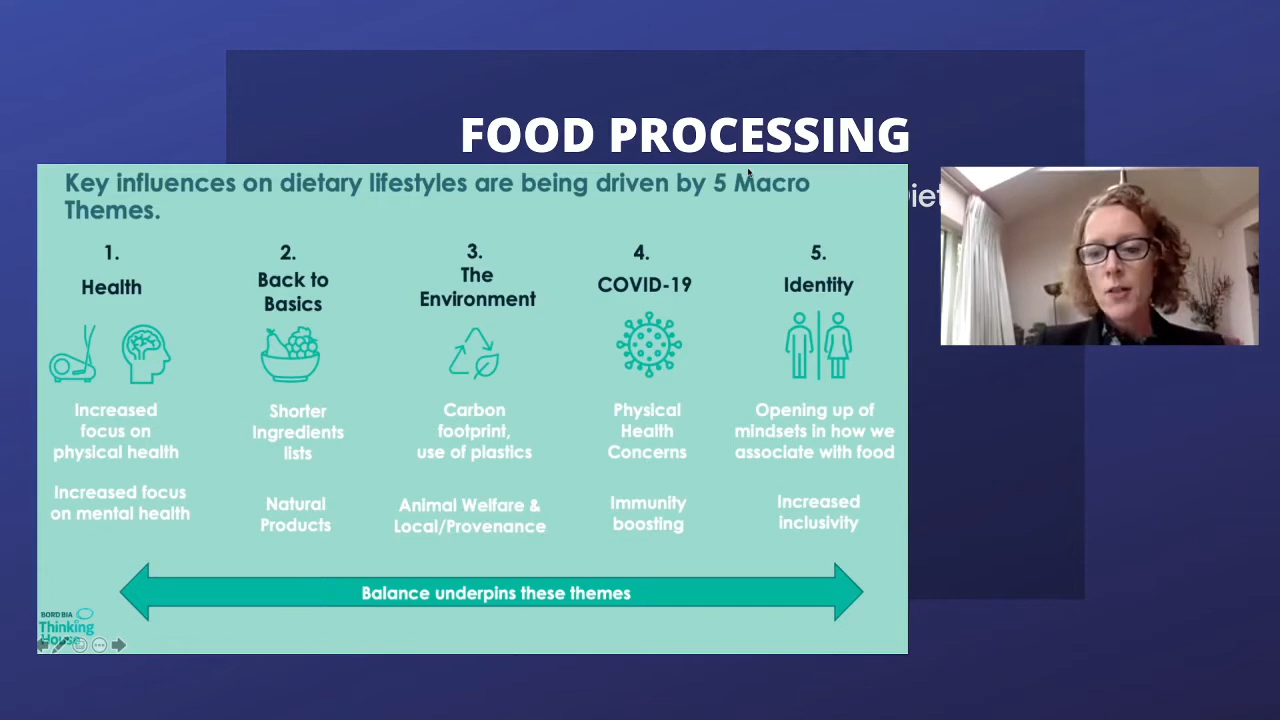 FOOD PROCESSING
Key influences on dietary lifestyles are being driven by 5 Macro
Themes.
1.
Health
Increased
focus on
physical health
Increased focus
on mental health
2.
Back to
Basics
Shorter
Ingredients
lists
Natural
Products
3.
The
Environment
Carbon
footprint,
use of plastics
Animal Welfare &
Local/Provenance
4.
COVID-19
Physical
Health
Concerns
Immunity
boosting
5.
Identity
Opening up of
mindsets in how we
associate with food
Increased
inclusivity
Balance underpins these themes
BORD BIA
Thinking
House